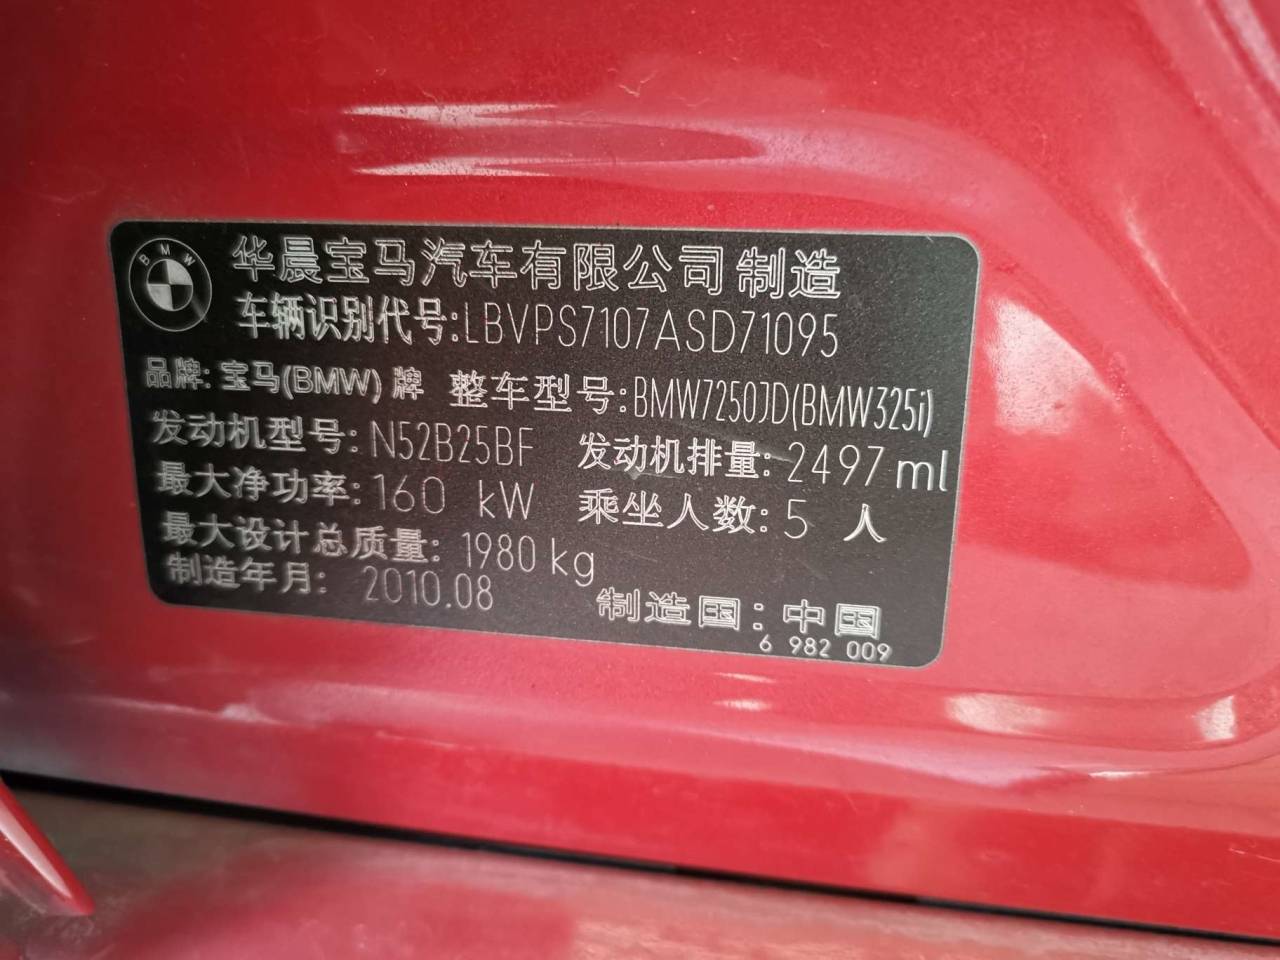 BMW
华晨宝马汽车有限公司 制造
车辆识别代号:LBVPS7107ASD71095
品牌: 宝马(BMW) 牌 整车型号:BMW7250JD(BMW325i)
发动机型号: N52B25BF 发动机排量: 2497 ml
最大净功率: 160 kW 乘坐人数: 5 人
最大设计总质量: 1980 kg
制造年月: 2010.08 制造国: 中国
6 982 009